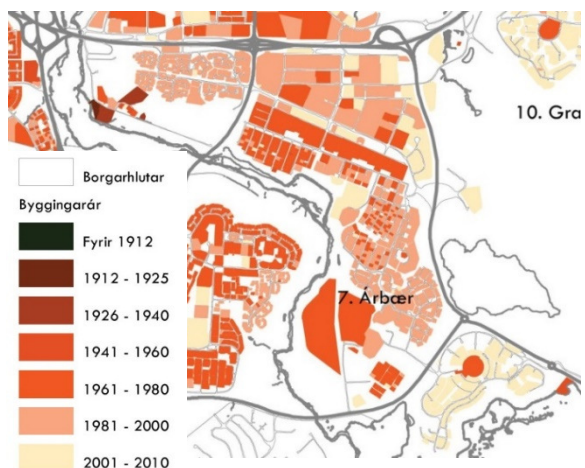 10. Gra
Borgarhlutar
Byggingarár
Fyrir 1912
1912 - 1925
1926 - 1940
1941 - 1960
1961 - 1980
1981 - 2000
2001 - 2010
7. Árbær